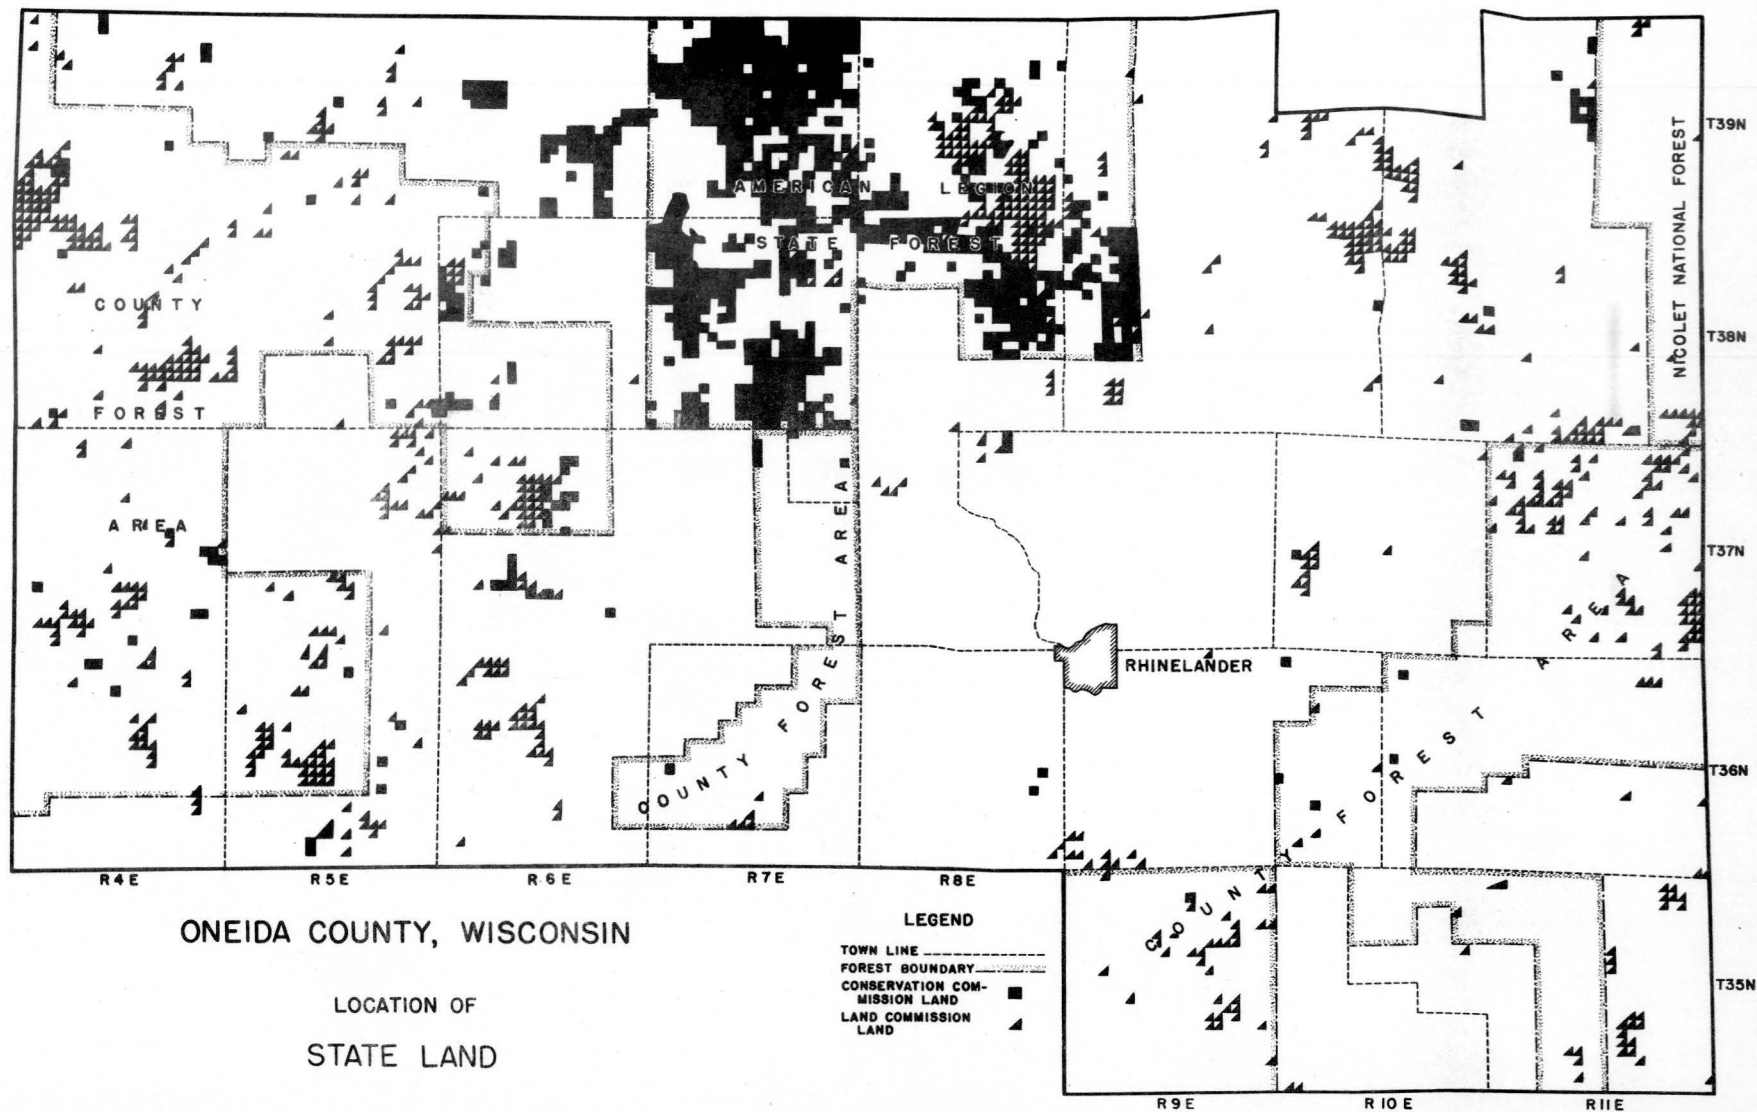 T39N
NICOLET NATIONAL FOREST
AMERICAN LEGION
STATE FOREST
COUNTY
T38N
FOREST
AREA
T37N
COUNTY FOREST AREA
RHINELANDER
COUNTY FOREST AREA
T36N
R4E R5E R6E R7E R8E
ONEIDA COUNTY, WISCONSIN
LOCATION OF
STATE LAND
LEGEND
TOWN LINE
FOREST BOUNDARY
CONSERVATION COM-
MISSION LAND
LAND COMMISSION
LAND
T35N
R9E R10E R11E